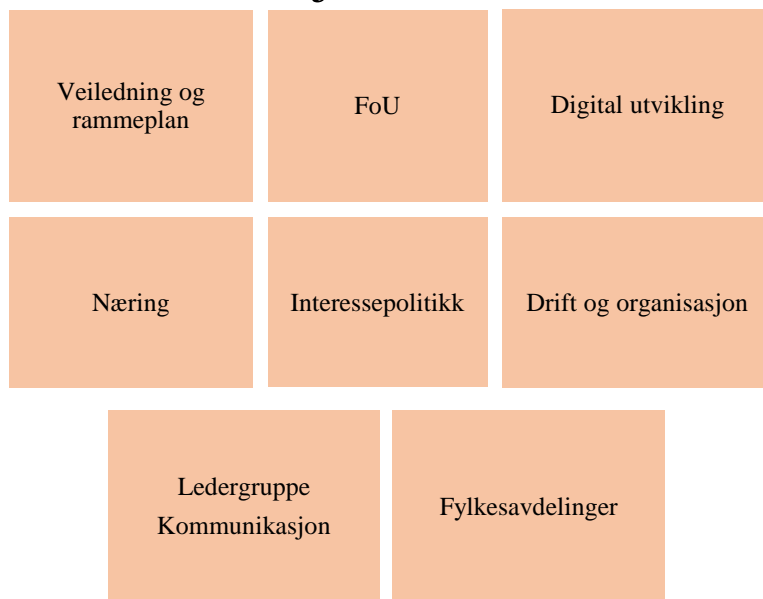 Veiledning og
rammeplan
FoU
Digital utvikling
Næring
Interessepolitikk
Drift og organisasjon
Ledergruppe
Kommunikasjon
Fylkesavdelinger